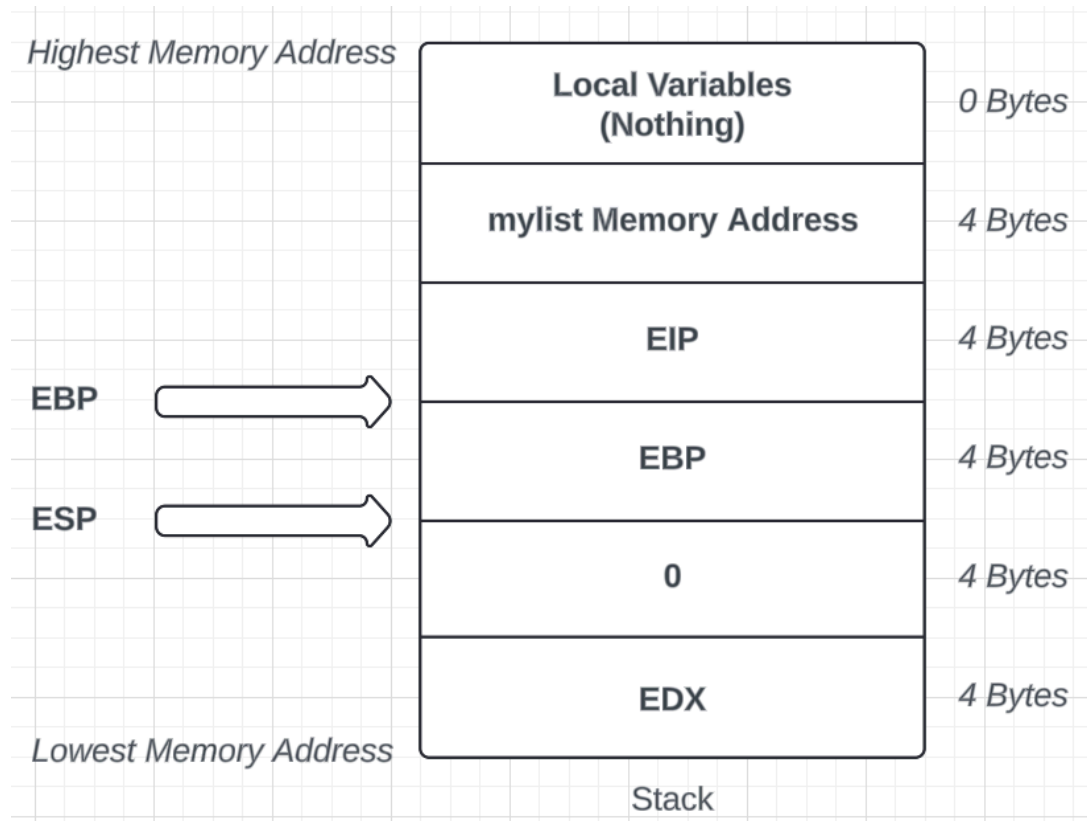 Highest Memory Address
Local Variables
(Nothing)
0 Bytes
mylist Memory Address
4 Bytes
EIP
4 Bytes
EBP
EBP
4 Bytes
ESP
0
4 Bytes
EDX
4 Bytes
Lowest Memory Address
Stack